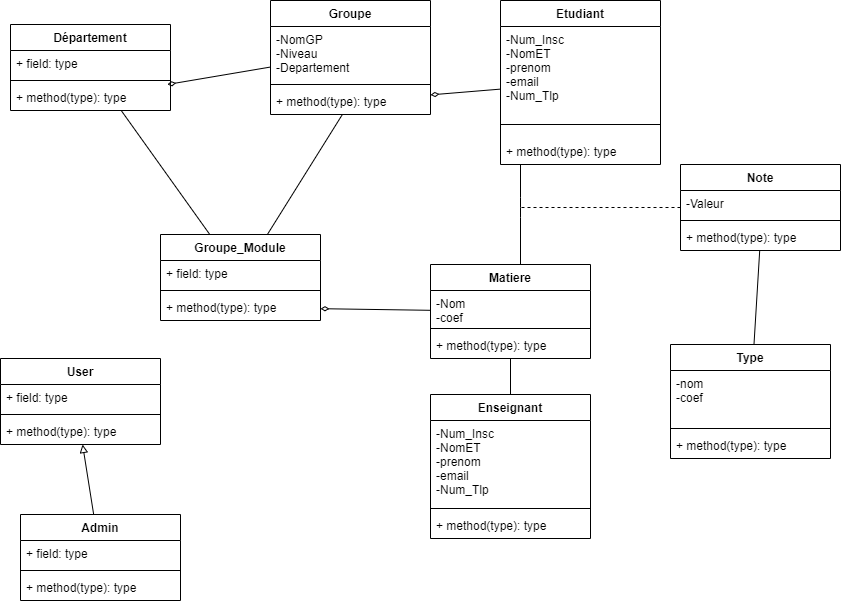 Département
+ field: type
+ method(type): type
Groupe
-NomGP
-Niveau
-Departement
+ method(type): type
Etudiant
-Num_Insc
-NomET
-prenom
-email
-Num_Tlp
+ method(type): type
Note
-Valeur
+ method(type): type
Groupe_Module
+ field: type
+ method(type): type
Matiere
-Nom
-coef
+ method(type): type
Type
-nom
-coef
+ method(type): type
User
+ field: type
+ method(type): type
Enseignant
-Num_Insc
-NomET
-prenom
-email
-Num_Tlp
+ method(type): type
Admin
+ field: type
+ method(type): type